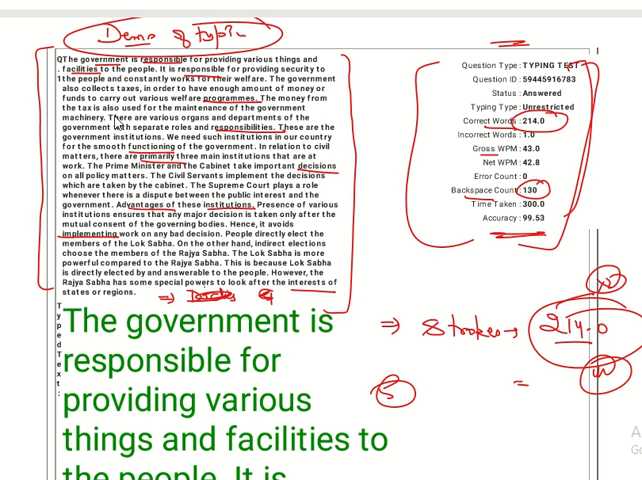 Demo of typin
QThe government is responsible for providing various things and
. facilities to the people. It is responsible for providing security to
1the people and constantly works for their welfare. The government
also collects taxes, in order to have enough amount of money or
funds to carry out various welfare programmes. The money from
the tax is also used for the maintenance of the government
machinery. There are various organs and departments of the
government with separate roles and responsibilities. These are the
government institutions. We need such institutions in our country
for the smooth functioning of the government. In relation to civil
matters, there are primarily three main institutions that are at
work. The Prime Minister and the Cabinet take important decisions
on all policy matters. The Civil Servants implement the decisions
which are taken by the cabinet. The Supreme Court plays a role
whenever there is a dispute between the public interest and the
government. Advantages of these institutions. Presence of various
institutions ensures that any major decision is taken only after the
mutual consent of the governing bodies. Hence, it avoids
implementing work on any bad decision. People directly elect the
members of the Lok Sabha. On the other hand, indirect elections
choose the members of the Rajya Sabha. The Lok Sabha is more
powerful compared to the Rajya Sabha. This is because Lok Sabha
is directly elected by and answerable to the people. However, the
Rajya Sabha has some special powers to look after the interests of
states or regions.
Question Type : TYPING TEST
Question ID : 59445916783
Status : Answered
Typing Type : Unrestricted
Correct Words : 214.0
Incorrect Words : 1.0
Gross WPM : 43.0
Net WPM : 42.8
Error Count : 0
Backspace Count : 130
Time Taken : 300.0
Accuracy : 99.53
Typed Text :
The government is
responsible for
providing various
things and facilities to
the people. It is
⇒ Strokes → 214.0
5 =